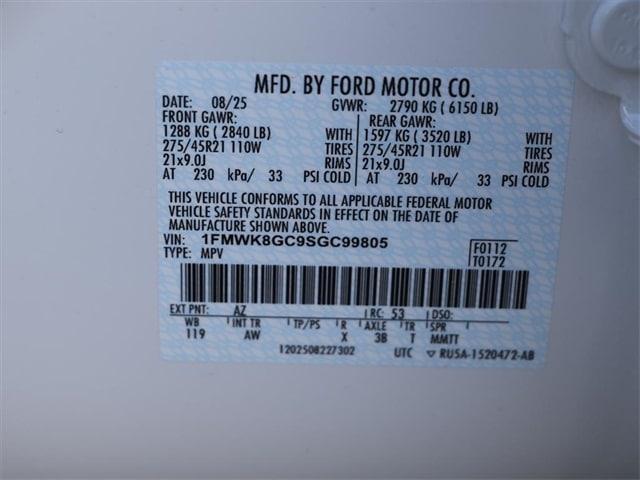 MFD. BY FORD MOTOR CO.
DATE: 08/25 GVWR: 2790 KG ( 6150 LB)
FRONT GAWR: REAR GAWR:
1288 KG ( 2840 LB) WITH 1597 KG ( 3520 LB) WITH
275/45R21 110W TIRES 275/45R21 110W TIRES
21x9.0J RIMS 21x9.0J RIMS
AT 230 kPa/ 33 PSI COLD AT 230 kPa/ 33 PSI COLD
THIS VEHICLE CONFORMS TO ALL APPLICABLE FEDERAL MOTOR
VEHICLE SAFETY STANDARDS IN EFFECT ON THE DATE OF
MANUFACTURE SHOWN ABOVE.
VIN: 1FMWK8GC9SGC99805 F0112
TYPE: MPV T0172
EXT PNT: AZ RC: 53 DSO:
WB INT TR TP/PS R AXLE TR SPR
119 AW X 3B T MMTT
1202508227302 UTC ▽ RU5A-1520472-AB